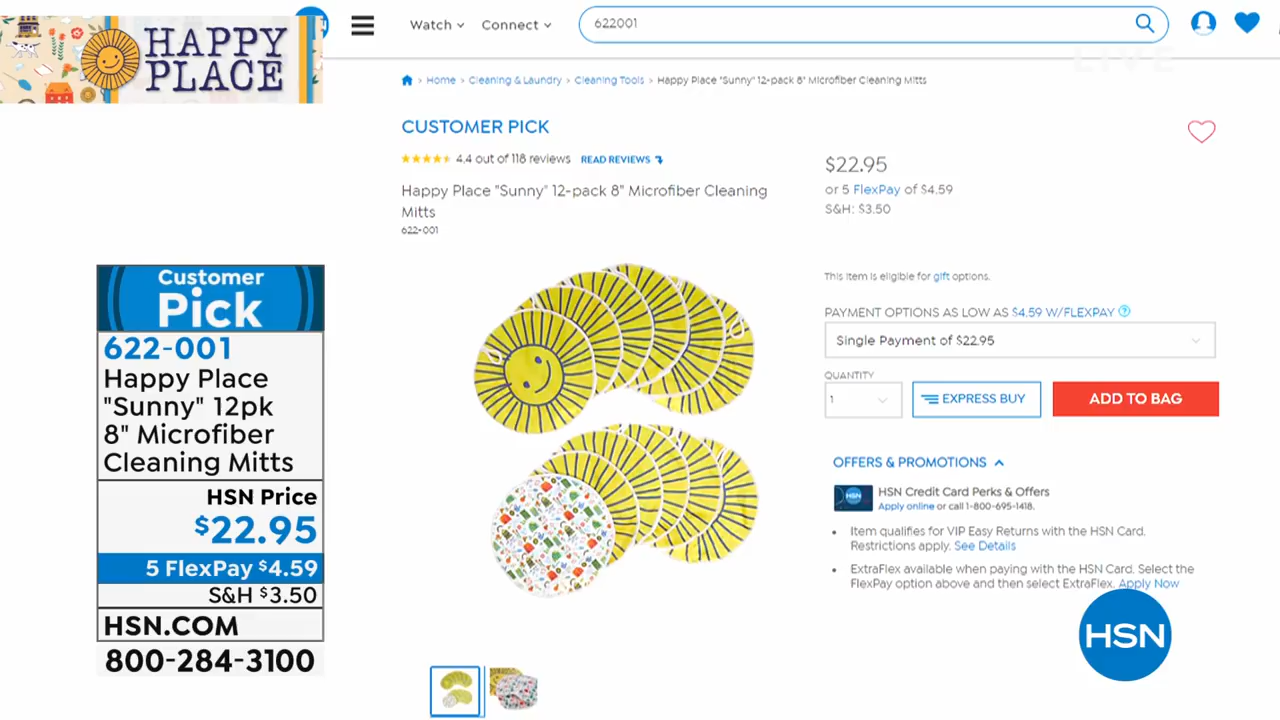 HAPPY
PLACE
Watch
Connect
622001
LIVE
Home > Cleaning & Laundry > Cleaning Tools > Happy Place "Sunny" 12-pack 8" Microfiber Cleaning Mitts
CUSTOMER PICK
4.4 out of 118 reviews READ REVIEWS
Happy Place "Sunny" 12-pack 8" Microfiber Cleaning
Mitts
622-001
$22.95
or 5 FlexPay of $4.59
S&H: $3.50
This item is eligible for gift options.
PAYMENT OPTIONS AS LOW AS $4.59 W/FLEXPAY ?
Single Payment of $22.95
QUANTITY
1
EXPRESS BUY
ADD TO BAG
OFFERS & PROMOTIONS
HSN
HSN Credit Card Perks & Offers
Apply online or call 1-800-695-1418.
• Item qualifies for VIP Easy Returns with the HSN Card.
Restrictions apply. See Details
• ExtraFlex available when paying with the HSN Card. Select the
FlexPay option above and then select ExtraFlex. Apply Now
HSN
Customer
Pick
622-001
Happy Place
"Sunny" 12pk
8" Microfiber
Cleaning Mitts
HSN Price
$22.95
5 FlexPay $4.59
S&H $3.50
HSN.COM
800-284-3100